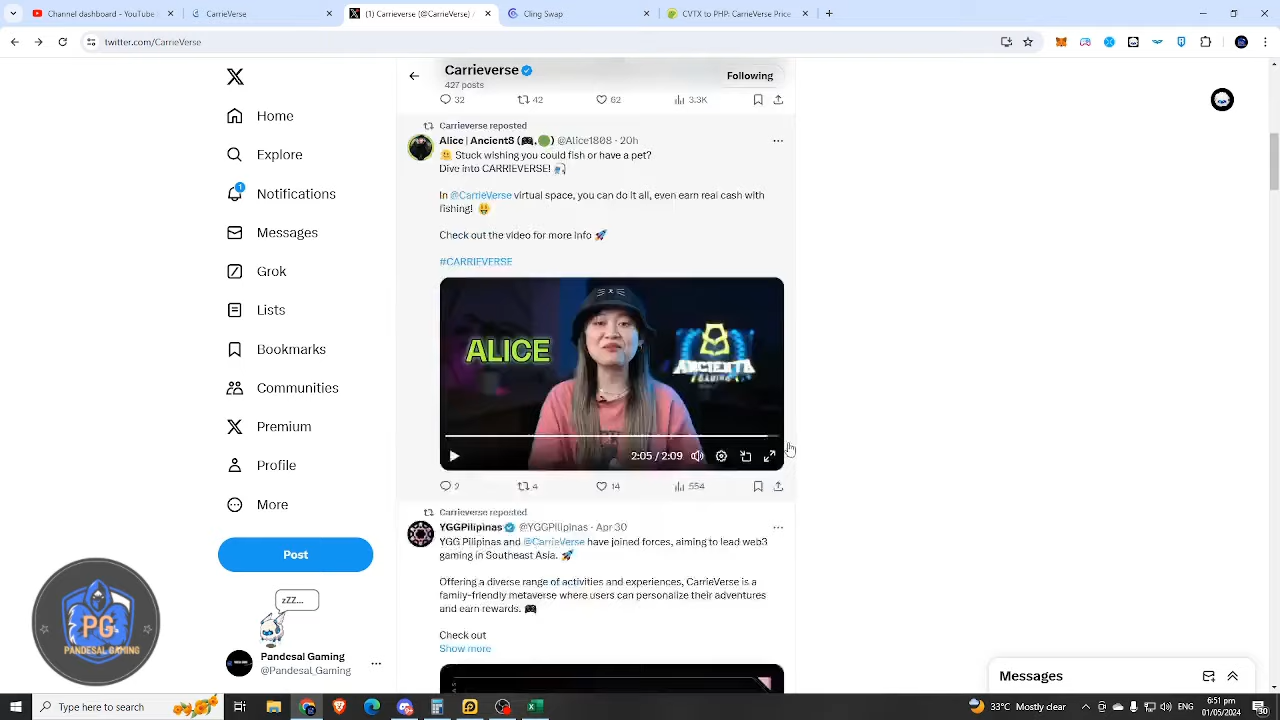 Channel dashboard - YouTube
CarrieVerse
(1) Carrieverse (@CarrieVerse) /
Cling Swap
CVTX to PHP: CarrieVerse Price
twitter.com/CarieVerse
Carrieverse
427 posts
Following
32
42
62
3.3K
Home
Explore
1
Notifications
Messages
Grok
Lists
Bookmarks
Communities
Premium
Profile
More
Post
zZZ...
Pandesal Gaming
@Pandesal_Gaming
Carrieverse reposted
Alice | Ancient8 @Alice1808 · 20h
Stuck wishing you could fish or have a pet?
Dive into CARRIEVERSE!
In @CarrieVerse virtual space, you can do it all, even earn real cash with
fishing!
Check out the video for more Info
#CARRIEVERSE
ALICE
ANCIENT8
GAMING
2:05 / 2:09
2
4
14
554
Carrieverse reposted
YGGPilipinas @YGGPilipinas · Apr 30
YGG Pilipinas and @CarrieVerse have joined forces, aiming to lead web3
gaming in Southeast Asia.
Offering a diverse range of activities and experiences, CarrieVerse is a
family-friendly metaverse where users can personalize their adventures
and earn rewards.
Check out
Show more
Messages
PG
PANDESAL GAMING
Type here to search
33°C Mostly clear
6:51 pm
01/05/2024